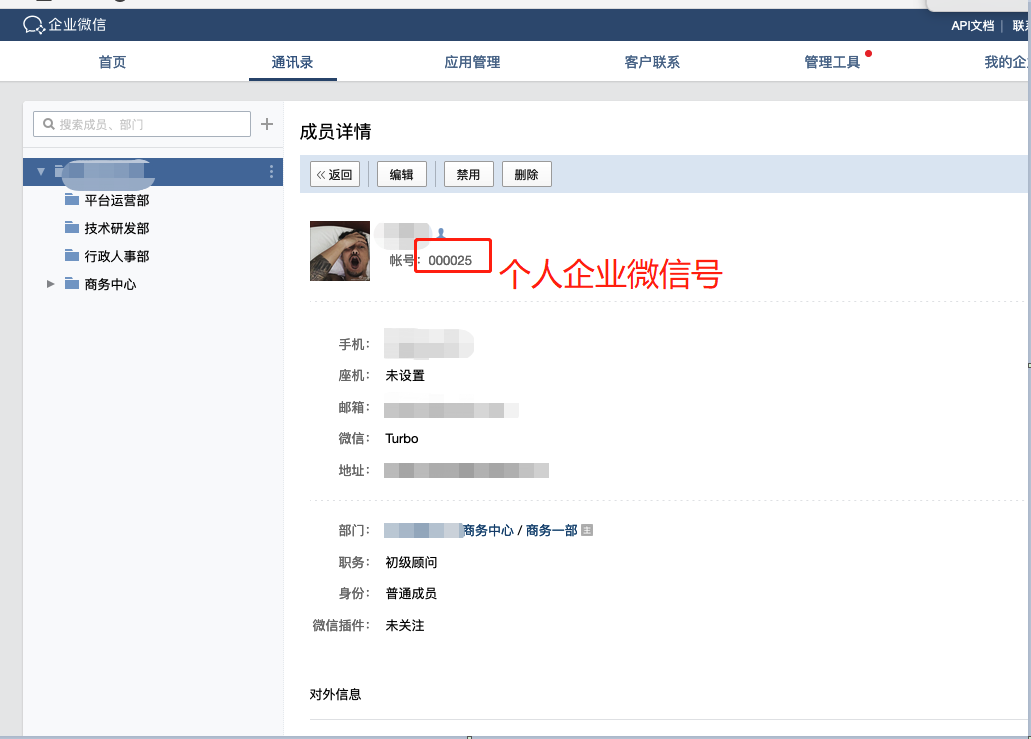 企业微信
API文档 | 联系
首页 通讯录 应用管理 客户联系 管理工具 我的企
搜索成员、部门
平台运营部
技术研发部
行政人事部
商务中心
成员详情
返回 编辑 禁用 删除
帐号: 000025
个人企业微信号
手机:
座机: 未设置
邮箱:
微信: Turbo
地址:
部门: 商务中心 / 商务一部 主
职务: 初级顾问
身份: 普通成员
微信插件: 未关注
对外信息